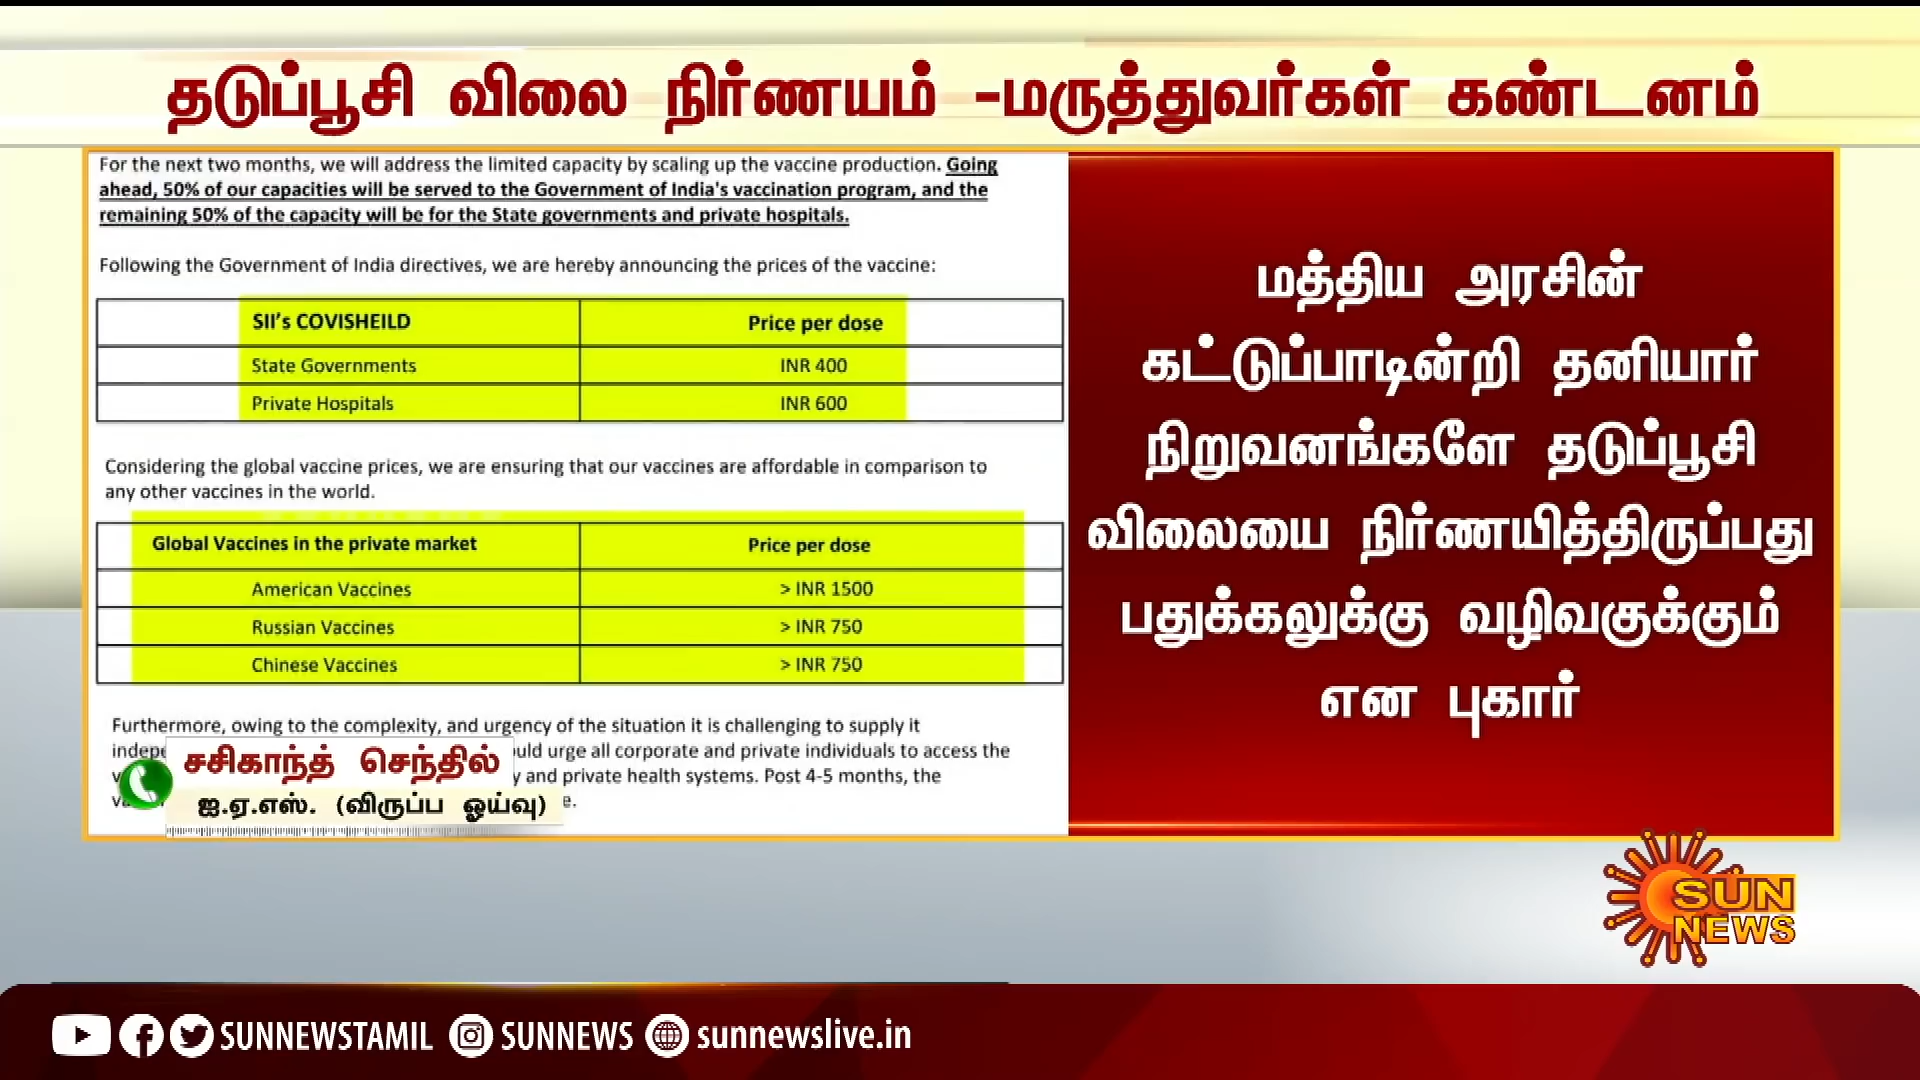 தடுப்பூசி விலை நிர்ணயம் -மருத்துவர்கள் கண்டனம்
For the next two months, we will address the limited capacity by scaling up the vaccine production. Going
ahead, 50% of our capacities will be served to the Government of India's vaccination program, and the
remaining 50% of the capacity will be for the State governments and private hospitals.
Following the Government of India directives, we are hereby announcing the prices of the vaccine:
SII's COVISHEILD Price per dose
State Governments INR 400
Private Hospitals INR 600
Considering the global vaccine prices, we are ensuring that our vaccines are affordable in comparison to
any other vaccines in the world.
Global Vaccines in the private market Price per dose
American Vaccines > INR 1500
Russian Vaccines > INR 750
Chinese Vaccines > INR 750
Furthermore, owing to the complexity, and urgency of the situation it is challenging to supply it
urge all corporate and private individuals to access the
and private health systems. Post 4-5 months, the
சசிகாந்த் செந்தில்
ஐ.ஏ.எஸ். (விருப்ப ஓய்வு)
மத்திய அரசின்
கட்டுப்பாடின்றி தனியார்
நிறுவனங்களே தடுப்பூசி
விலையை நிர்ணயித்திருப்பது
பதுக்கலுக்கு வழிவகுக்கும்
என புகார்
SUN
NEWS
SUNNEWSTAMIL SUNNEWS sunnewslive.in